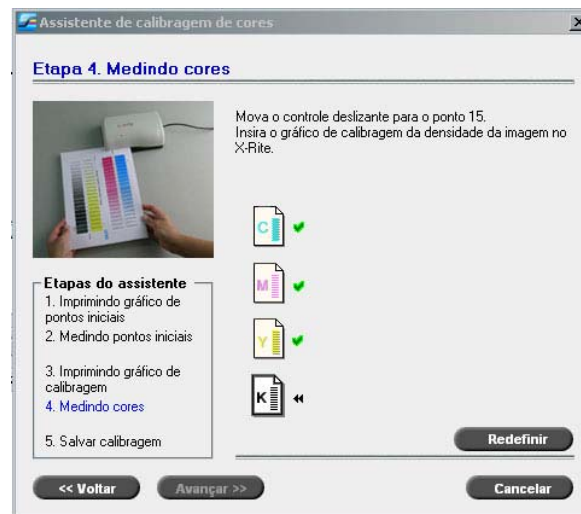 Assistente de calibragem de cores
Etapa 4. Medindo cores
Mova o controle deslizante para o ponto 15.
Insira o gráfico de calibragem da densidade da imagem no
X-Rite.
C
M
Y
K
Etapas do assistente
1. Imprimindo gráfico de
pontos iniciais
2. Medindo pontos iniciais
3. Imprimindo gráfico de
calibragem
4. Medindo cores
5. Salvar calibragem
Redefinir
<< Voltar
Avançar >>
Cancelar